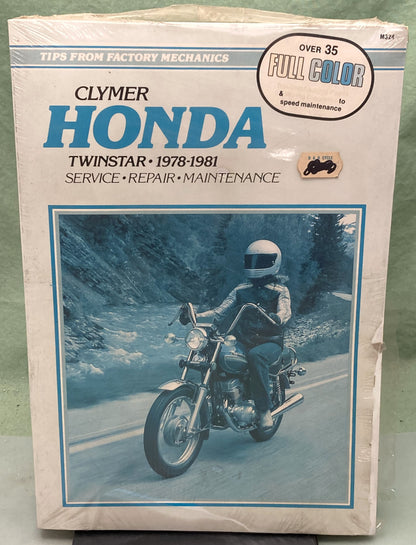 TIPS FROM FACTORY MECHANICS
M324
OVER 35
FULL COLOR
&
to
speed maintenance
CLYMER
HONDA
TWINSTAR • 1978-1981
SERVICE • REPAIR • MAINTENANCE